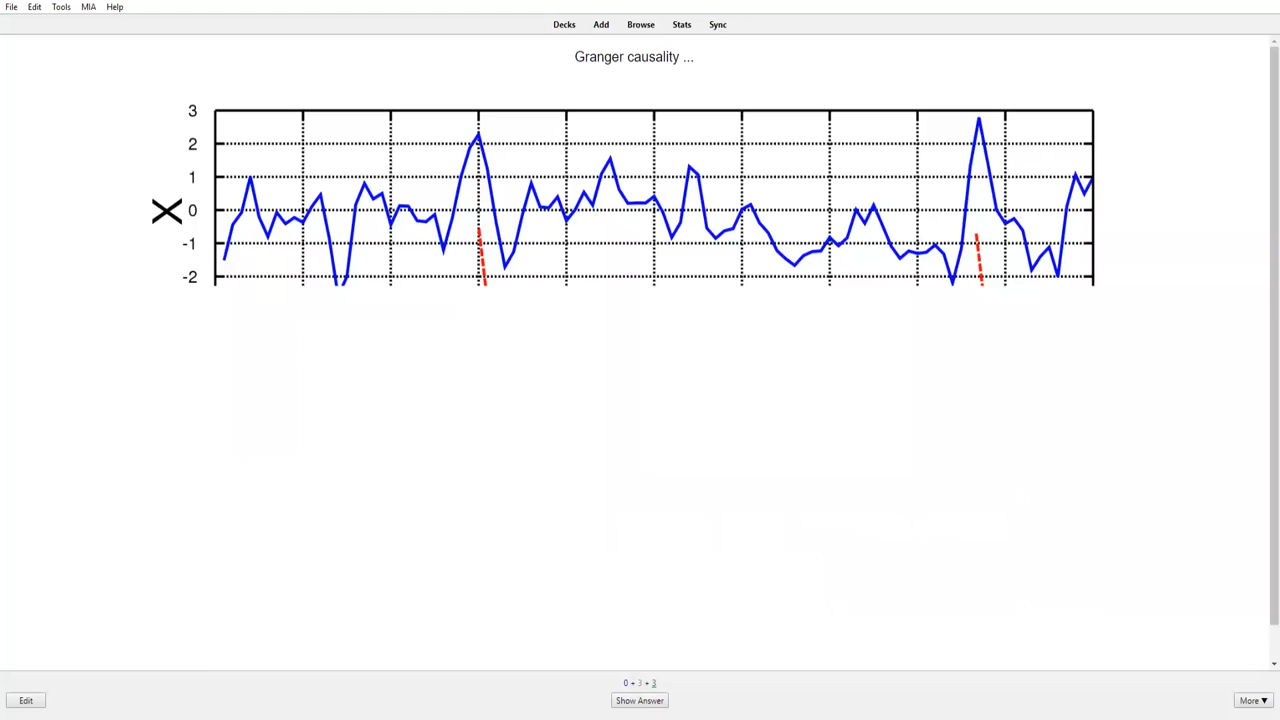 File Edit Tools MIA Help
Decks Add Browse Stats Sync
Granger causality ...
3
2
1
X 0
-1
-2
0 + 3 + 3
Edit Show Answer More ▼